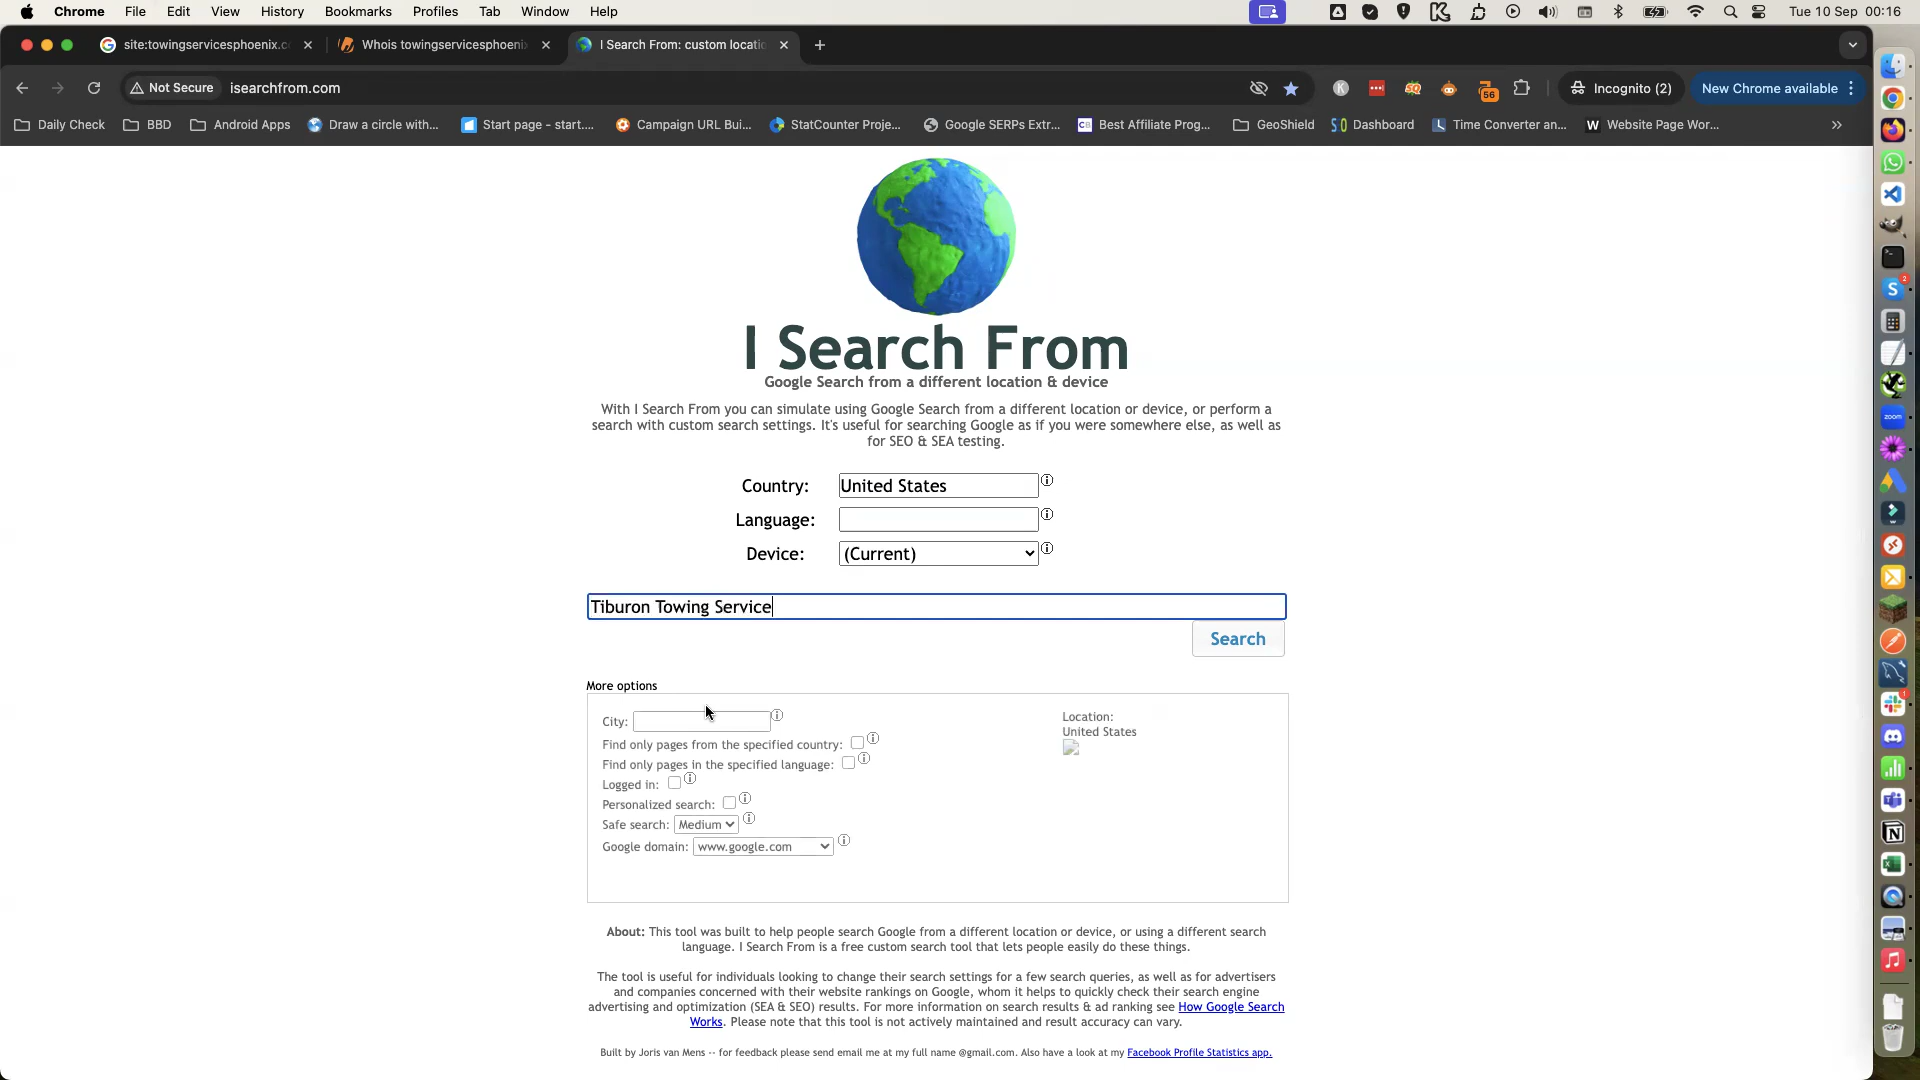 Chrome File Edit View History Bookmarks Profiles Tab Window Help Tue 10 Sep 00:16
site:towingservicesphoenix.c Whois towingservicesphoeni I Search From: custom locatio
Not Secure isearchfrom.com 56 Incognito (2) New Chrome available
Daily Check BBD Android Apps Draw a circle with... Start page - start.... Campaign URL Bui... StatCounter Proje... Google SERPs Extr... Best Affiliate Prog... GeoShield Dashboard Time Converter an... Website Page Wor...
I Search From
Google Search from a different location & device
With I Search From you can simulate using Google Search from a different location or device, or perform a
search with custom search settings. It's useful for searching Google as if you were somewhere else, as well as
for SEO & SEA testing.
Country: United States
Language:
Device: (Current)
Tiburon Towing Service
Search
More options
City:
Find only pages from the specified country:
Find only pages in the specified language:
Logged in:
Personalized search:
Safe search: Medium
Google domain: www.google.com
Location:
United States
About: This tool was built to help people search Google from a different location or device, or using a different search
language. I Search From is a free custom search tool that lets people easily do these things.
The tool is useful for individuals looking to change their search settings for a few search queries, as well as for advertisers
and companies concerned with their website rankings on Google, whom it helps to quickly check their search engine
advertising and optimization (SEA & SEO) results. For more information on search results & ad ranking see How Google Search
Works. Please note that this tool is not actively maintained and result accuracy can vary.
Built by Joris van Mens -- for feedback please send email me at my full name @gmail.com. Also have a look at my Facebook Profile Statistics app.
zoom